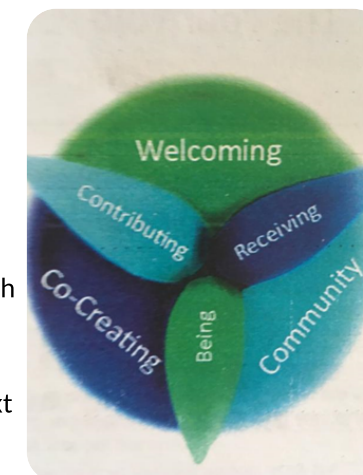 Welcoming
Contributing
Receiving
Co-Creating
Being
Community